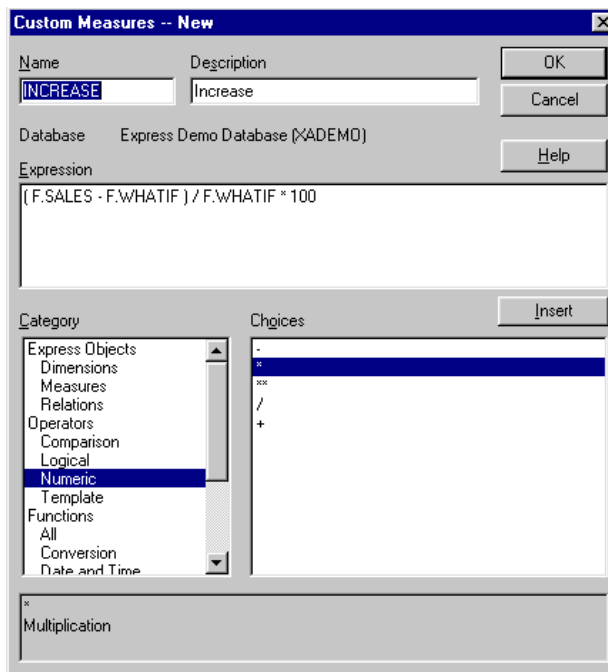 Custom Measures -- New
Name
Description
OK
INCREASE
Increase
Cancel
Database Express Demo Database (XADEMO)
Help
Expression
( F.SALES - F.WHATIF ) / F.WHATIF * 100
Insert
Category
Choices
Express Objects
Dimensions
Measures
Relations
Operators
Comparison
Logical
Numeric
Template
Functions
All
Conversion
Date and Time
-
*
**
/
+
*
Multiplication